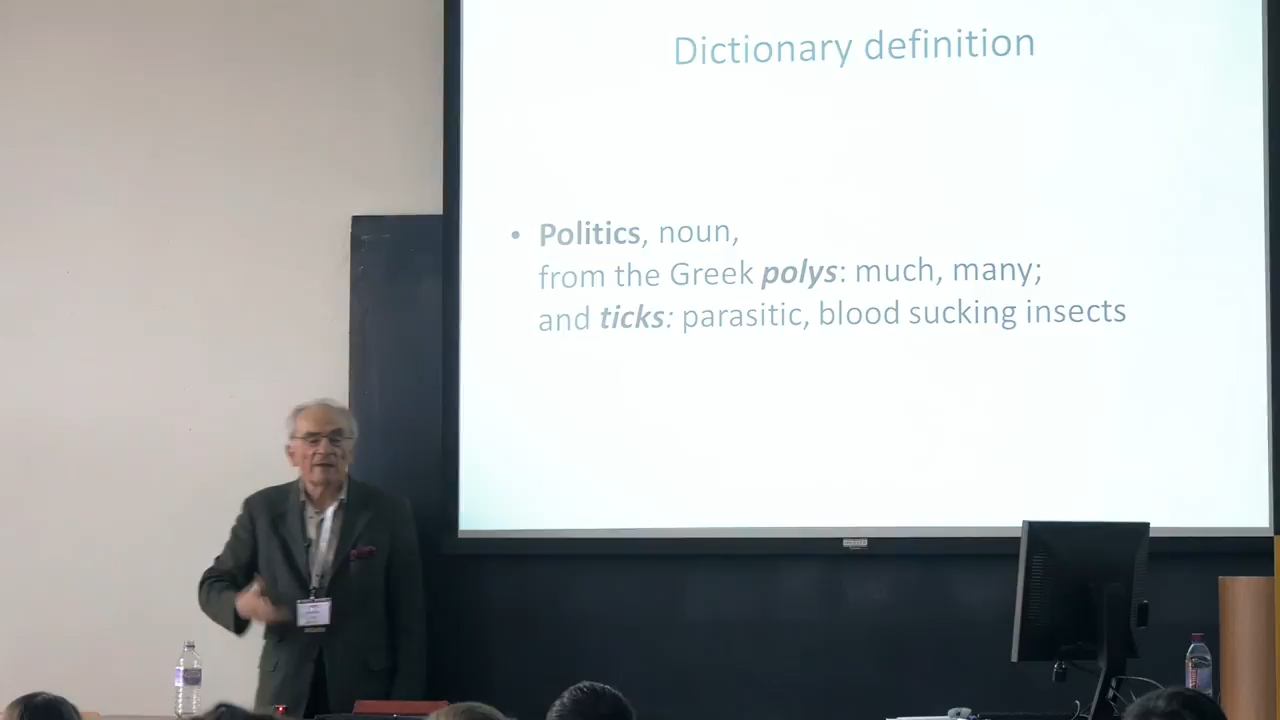 Dictionary definition
• Politics, noun,
from the Greek polys: much, many;
and ticks: parasitic, blood sucking insects